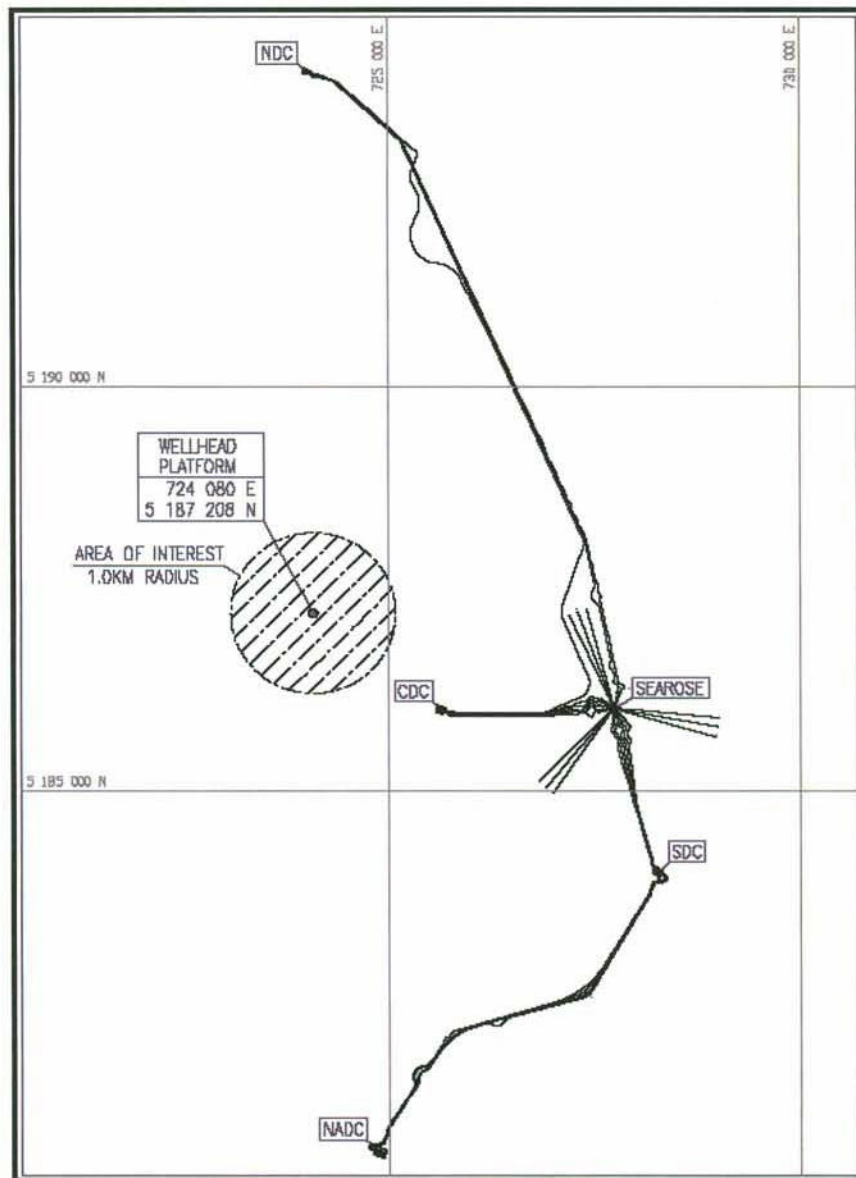 NDC
725 000 E
730 000 E
5 190 000 N
WELLHEAD
PLATFORM
724 080 E
5 187 208 N
AREA OF INTEREST
1.0KM RADIUS
CDC
SEAROSE
5 185 000 N
SDC
NADC